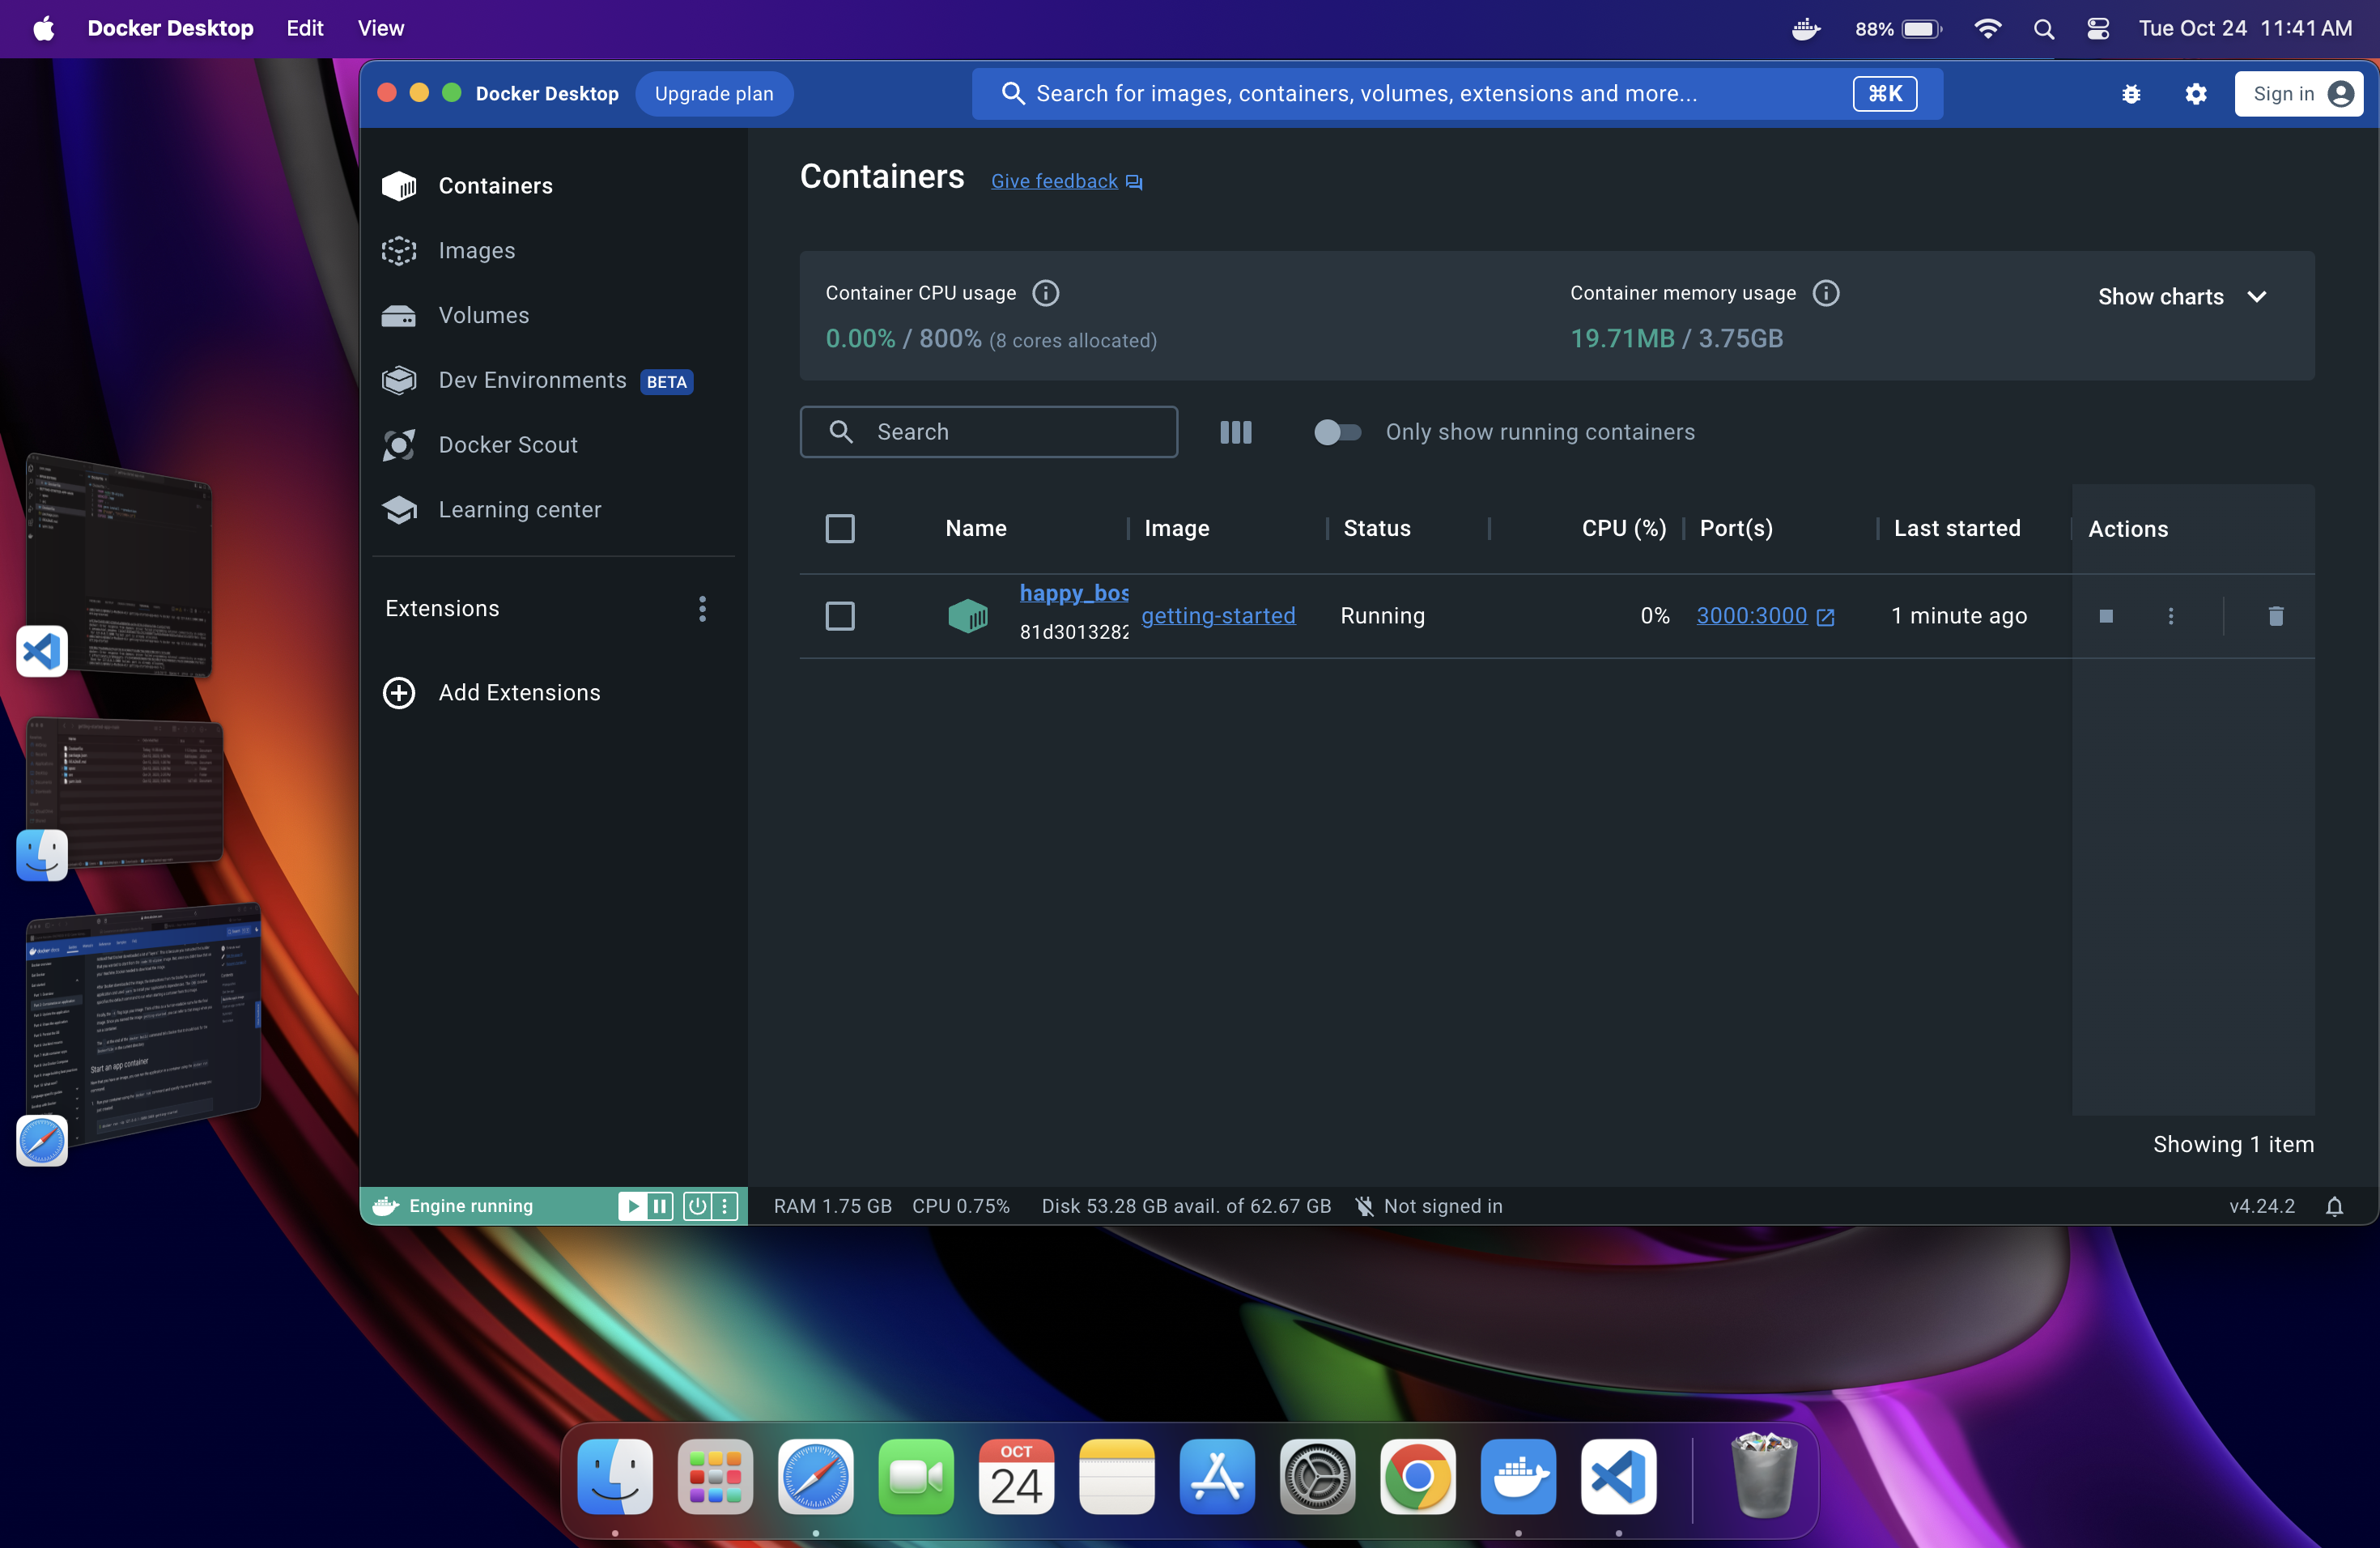 Docker Desktop Edit View 88% Tue Oct 24 11:41 AM
Docker Desktop Upgrade plan Search for images, containers, volumes, extensions and more... ⌘K Sign in
Containers
Images
Volumes
Dev Environments BETA
Docker Scout
Learning center
Extensions
Add Extensions
Containers Give feedback
Container CPU usage
0.00% / 800% (8 cores allocated)
Container memory usage
19.71MB / 3.75GB
Show charts
Search
Only show running containers
Name Image Status CPU (%) Port(s) Last started Actions
happy_bos
81d3013282
getting-started Running 0% 3000:3000 1 minute ago
Showing 1 item
Engine running RAM 1.75 GB CPU 0.75% Disk 53.28 GB avail. of 62.67 GB Not signed in v4.24.2
Start an app container
OCT
24